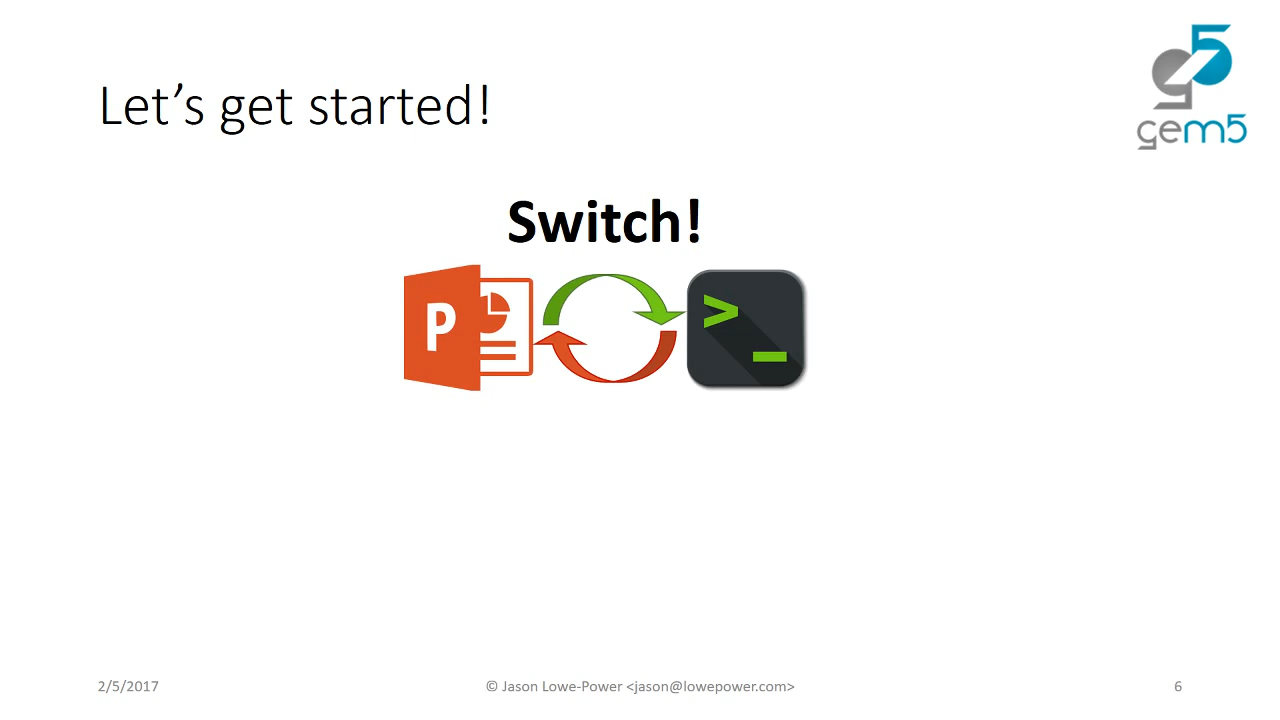 Let’s get started!
gem5
Switch!
P
>_
2/5/2017
© Jason Lowe-Power <jason@lowepower.com>
6